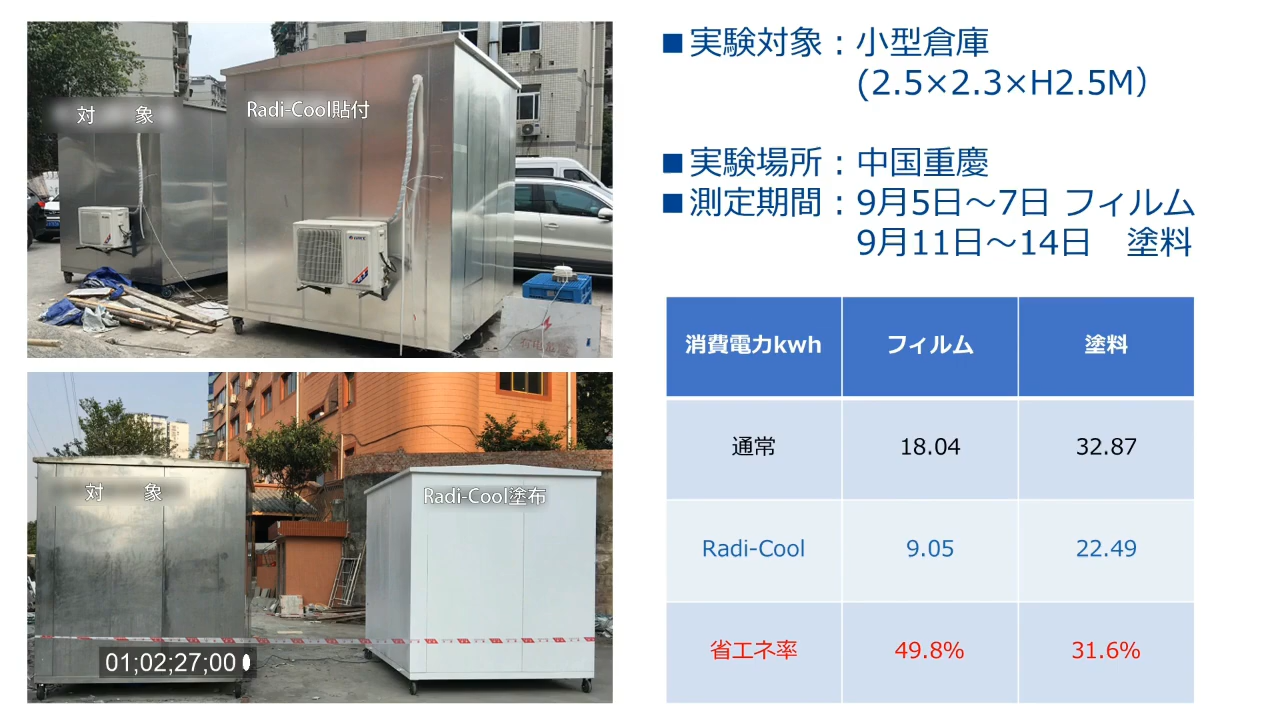 対 象
Radi-Cool貼付
対 象
Radi-Cool塗布
01;02;27;00
■実験対象：小型倉庫
(2.5×2.3×H2.5M）
■実験場所：中国重慶
■測定期間：9月5日～7日 フィルム
9月11日～14日 塗料
消費電力kwh フィルム 塗料
通常 18.04 32.87
Radi-Cool 9.05 22.49
省エネ率 49.8% 31.6%